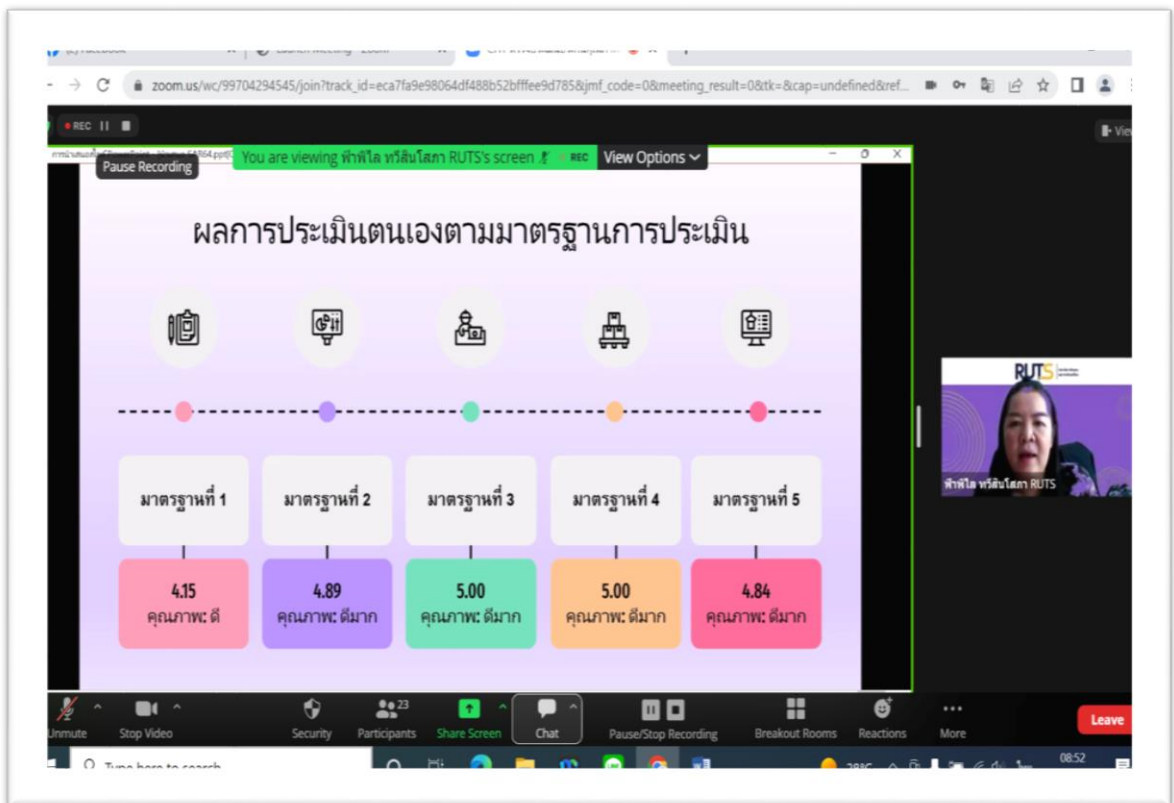 zoom.us/wc/99704294545/join?track_id=eca7fa9e98064df488b52bfffee9d785&jmf_code=0&meeting_result=0&tk=&cap=undefined&ref...
REC
View
Pause Recording
You are viewing ฟ้าพิไล ทวีสินโสภา RUTS's screen
REC
View Options
ผลการประเมินตนเองตามมาตรฐานการประเมิน
มาตรฐานที่ 1
มาตรฐานที่ 2
มาตรฐานที่ 3
มาตรฐานที่ 4
มาตรฐานที่ 5
4.15
คุณภาพ: ดี
4.89
คุณภาพ: ดีมาก
5.00
คุณภาพ: ดีมาก
5.00
คุณภาพ: ดีมาก
4.84
คุณภาพ: ดีมาก
RUTS
ฟ้าพิไล ทวีสินโสภา RUTS
Unmute
Stop Video
Security
23
Participants
Share Screen
Chat
Pause/Stop Recording
Breakout Rooms
Reactions
More
Leave
Type here to search
28°C
08:52